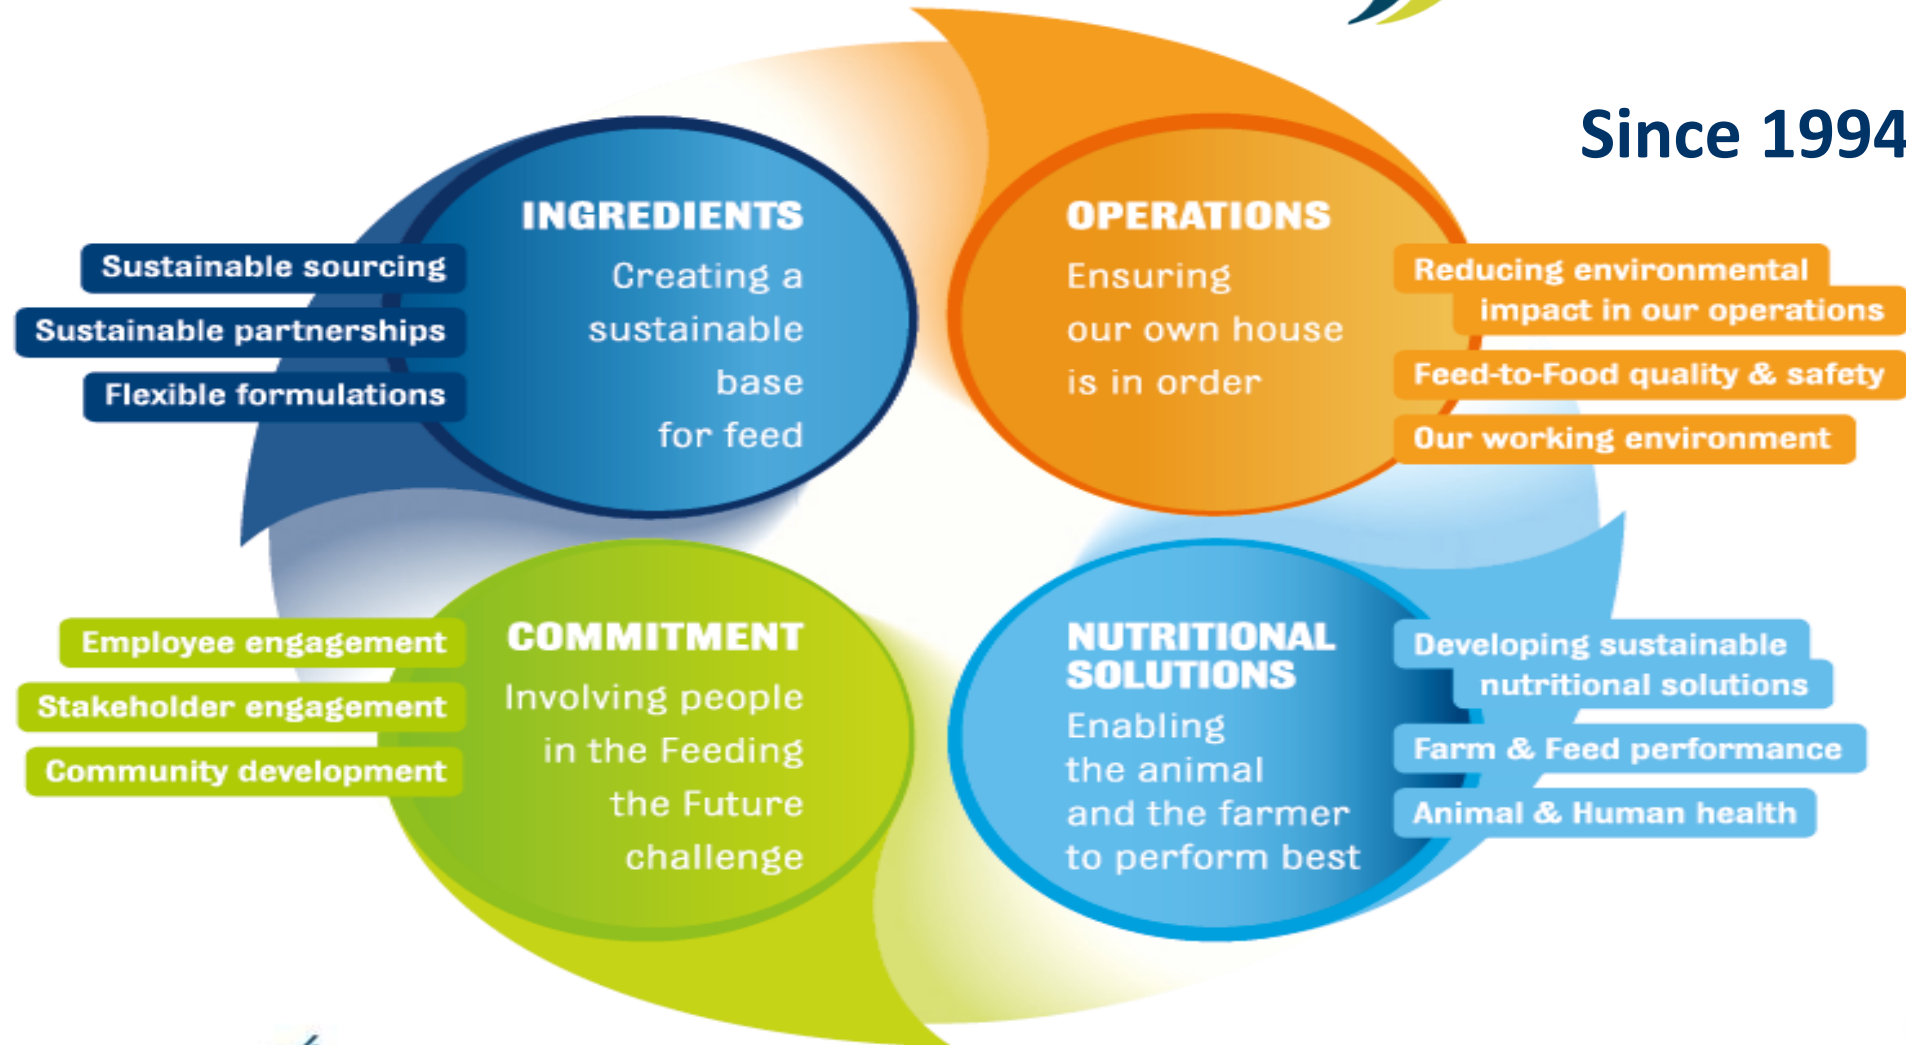 Since 1994
INGREDIENTS
Creating a
sustainable
base
for feed
Sustainable sourcing
Sustainable partnerships
Flexible formulations
OPERATIONS
Ensuring
our own house
is in order
Reducing environmental
impact in our operations
Feed-to-Food quality & safety
Our working environment
COMMITMENT
Involving people
in the Feeding
the Future
challenge
Employee engagement
Stakeholder engagement
Community development
NUTRITIONAL
SOLUTIONS
Enabling
the animal
and the farmer
to perform best
Developing sustainable
nutritional solutions
Farm & Feed performance
Animal & Human health